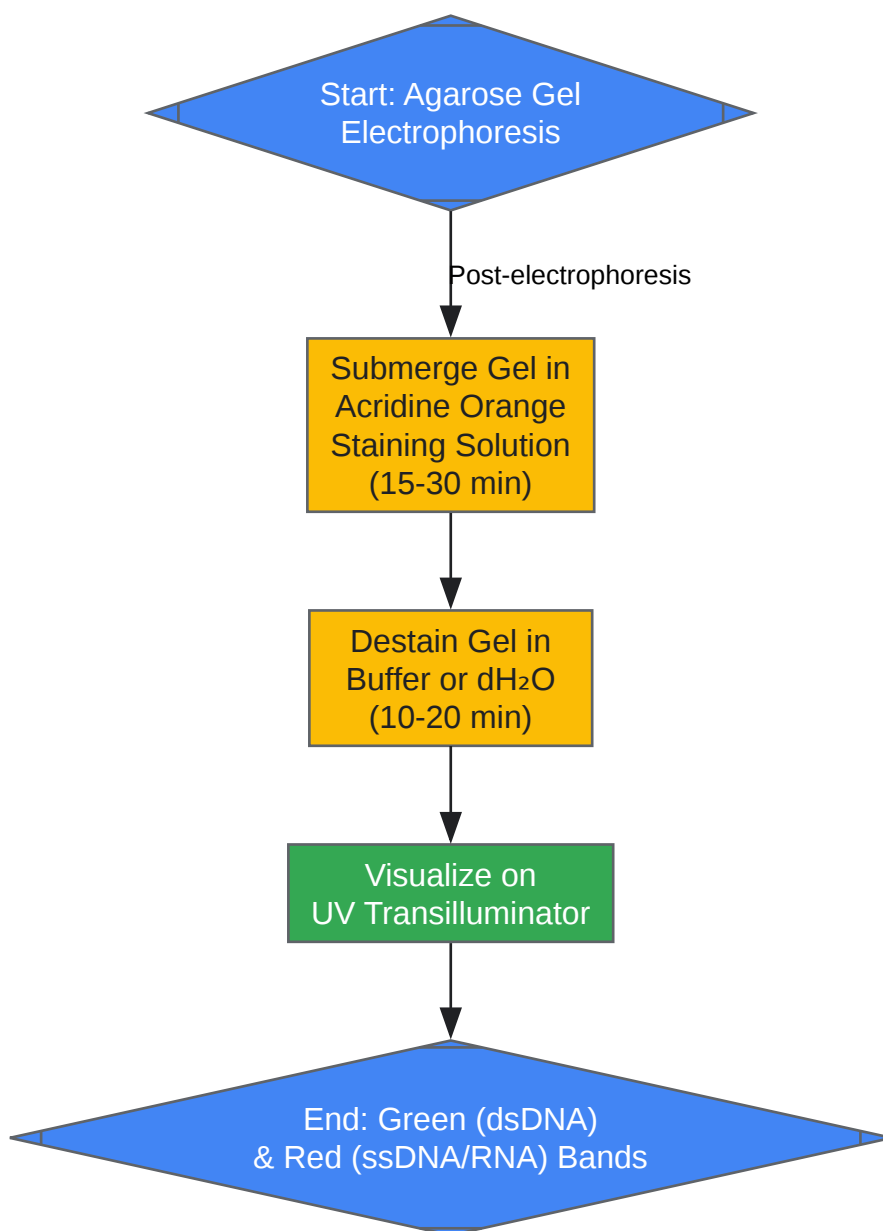 Start: Agarose Gel
Electrophoresis
Post-electrophoresis
Submerge Gel in
Acridine Orange
Staining Solution
(15-30 min)
Destain Gel in
Buffer or dH₂O
(10-20 min)
Visualize on
UV Transilluminator
End: Green (dsDNA)
& Red (ssDNA/RNA) Bands